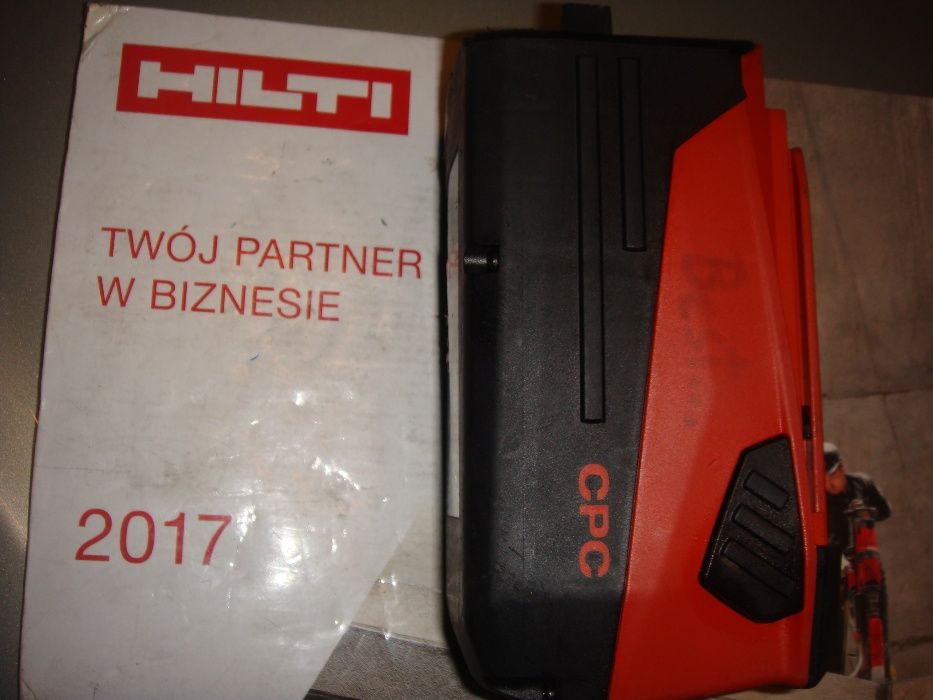 HILTI
TWÓJ PARTNER
W BIZNESIE
2017
CPC